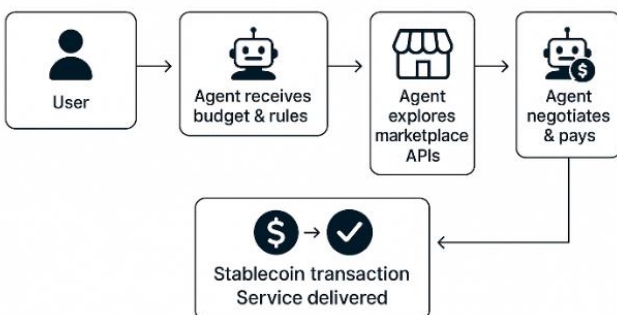 User
Agent receives
budget & rules
Agent
explores
marketplace
APIs
$
Agent
negotiates
& pays
$
Stablecoin transaction
Service delivered